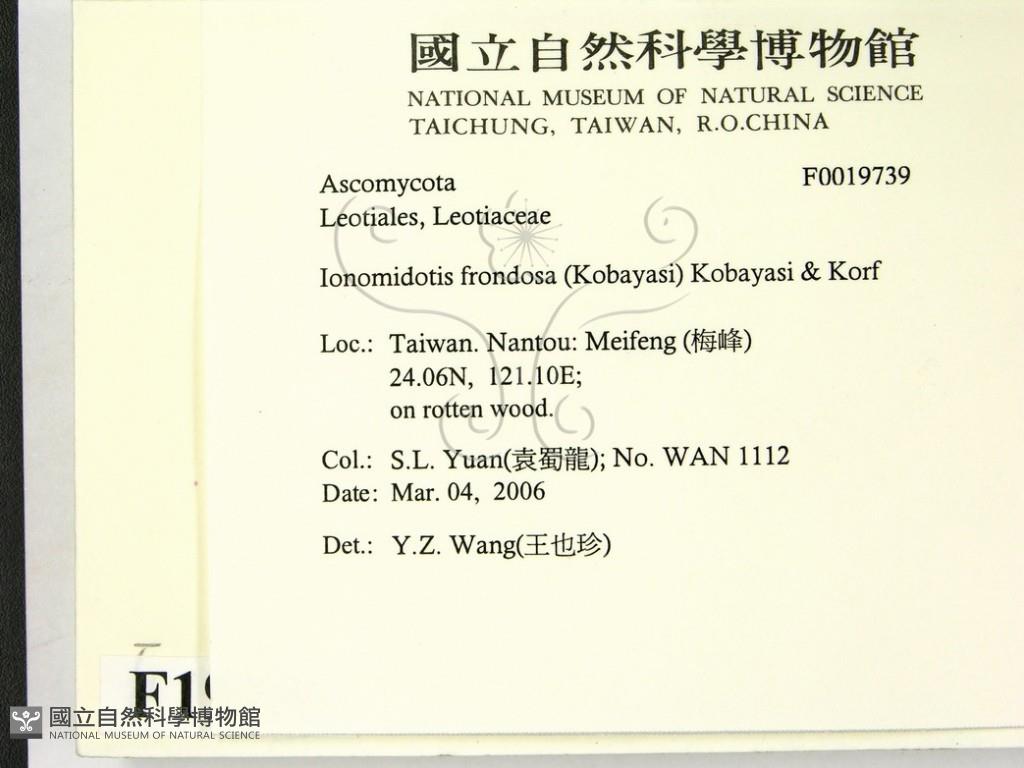 國立自然科學博物館
NATIONAL MUSEUM OF NATURAL SCIENCE
TAICHUNG, TAIWAN, R.O.CHINA
Ascomycota F0019739
Leotiales, Leotiaceae
Ionomidotis frondosa (Kobayasi) Kobayasi & Korf
Loc.: Taiwan. Nantou: Meifeng (梅峰)
24.06N, 121.10E;
on rotten wood.
Col.: S.L. Yuan(袁蜀龍); No. WAN 1112
Date: Mar. 04, 2006
Det.: Y.Z. Wang(王也珍)
F19
國立自然科學博物館
NATIONAL MUSEUM OF NATURAL SCIENCE